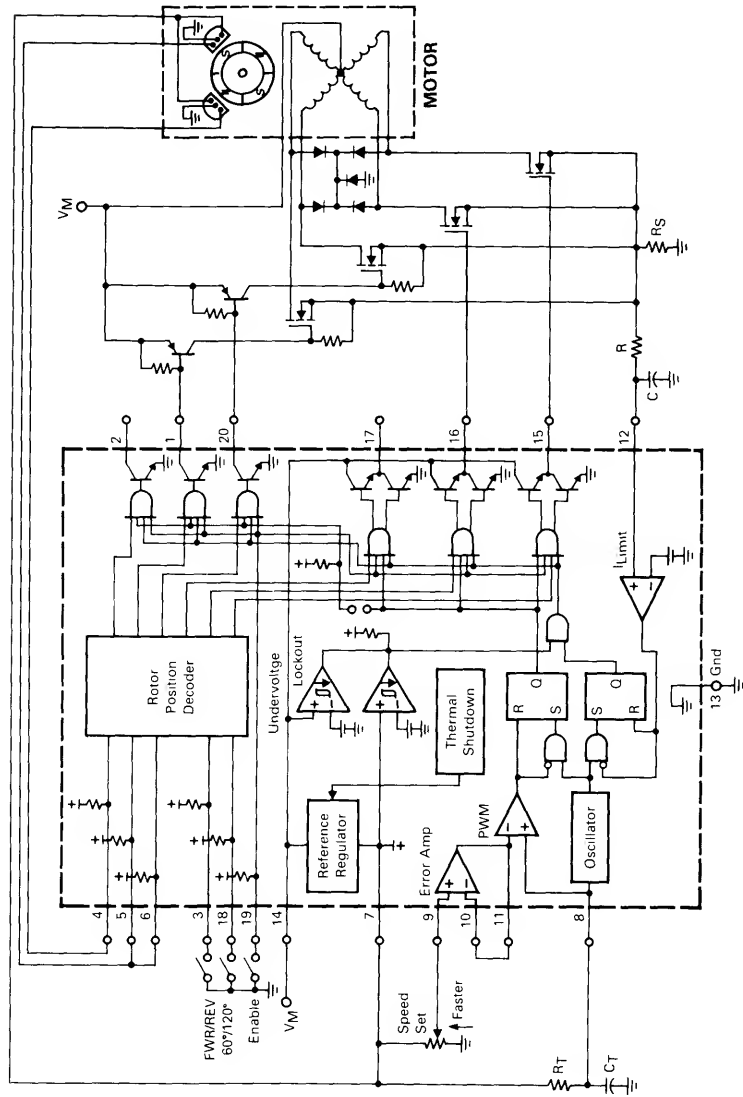 VM
S
N
N
S
MOTOR
RS
R
C
2
1
20
17
16
15
12
ILimit
Rotor
Position
Decoder
Undervoltge
Lockout
Reference
Regulator
Thermal
Shutdown
R
Q
S
S
Q
R
PWM
Error Amp
Oscillator
13 Gnd
4
5
6
3
18
19
14
7
9
10
11
8
FWR/REV
60°/120°
Enable
VM
Speed
Set
Faster
RT
CT